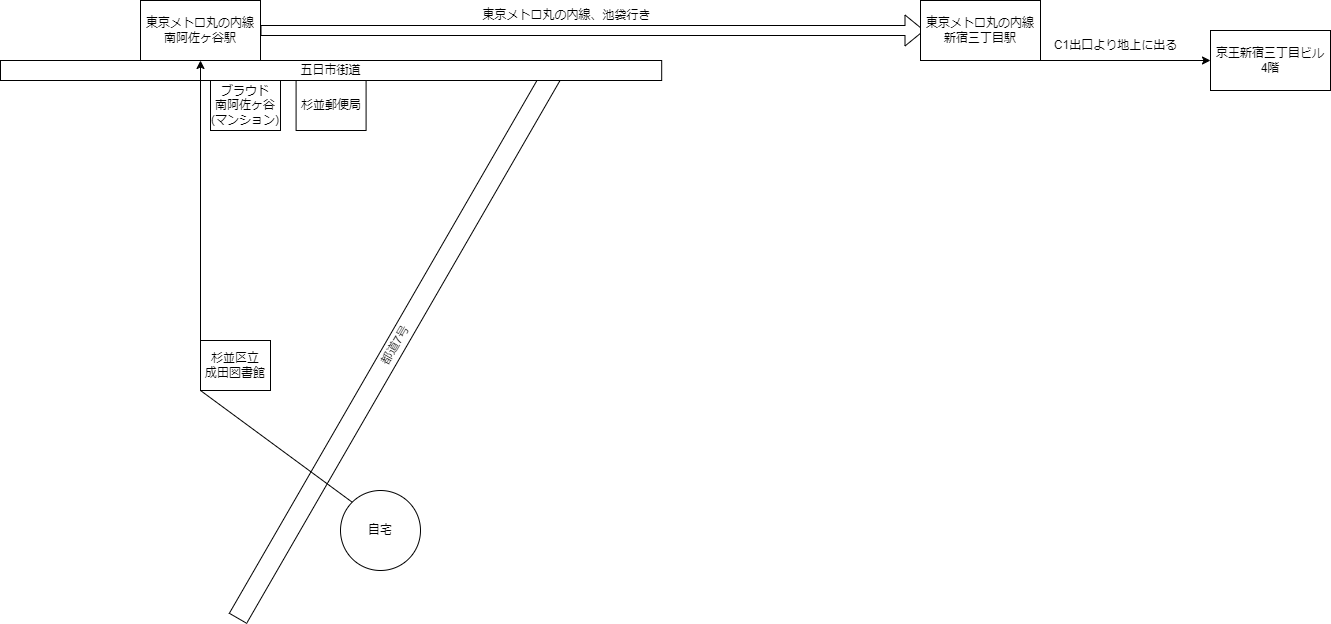 東京メトロ丸の内線
南阿佐ヶ谷駅
東京メトロ丸の内線、池袋行き
東京メトロ丸の内線
新宿三丁目駅
C1出口より地上に出る
京王新宿三丁目ビル
4階
五日市街道
プラウド
南阿佐ヶ谷
(マンション)
杉並郵便局
都道7号
杉並区立
成田図書館
自宅